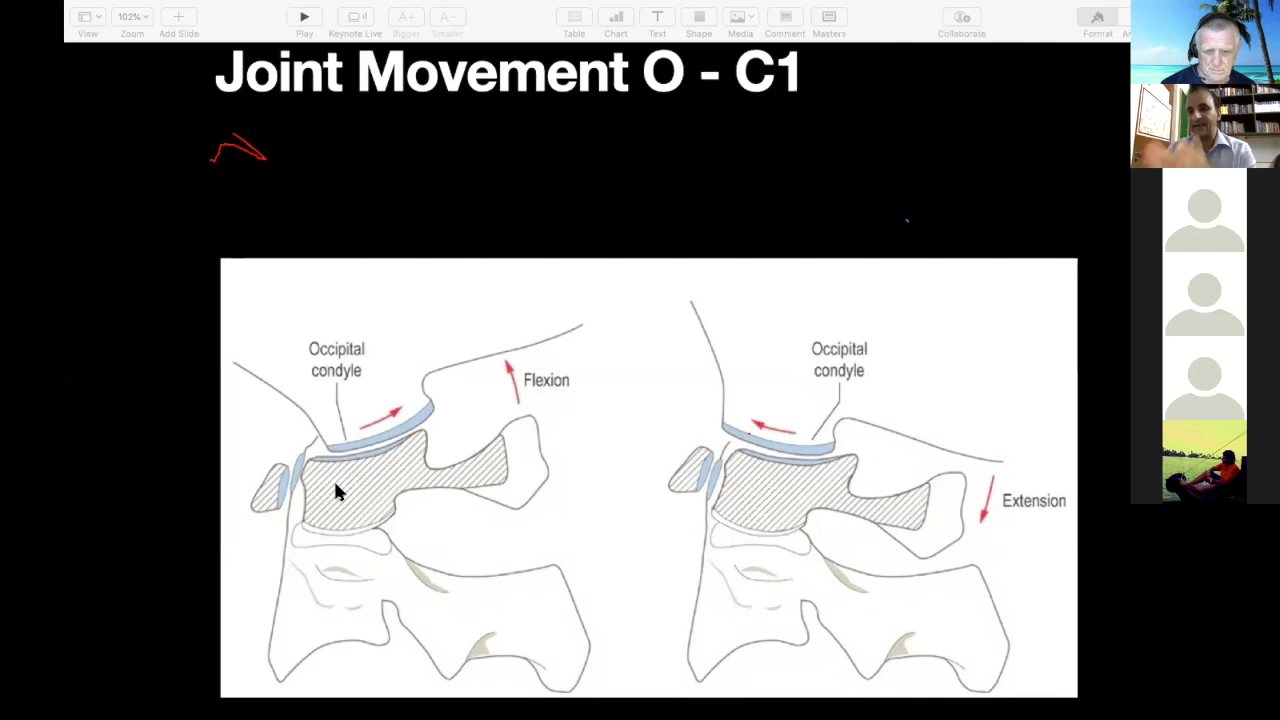 102%
View
Zoom
Add Slide
Play
Keynote Live
Bigger
Smaller
Table
Chart
Text
Shape
Media
Comment
Masters
Collaborate
Format
Joint Movement O - C1
Occipital
condyle
Flexion
Occipital
condyle
Extension